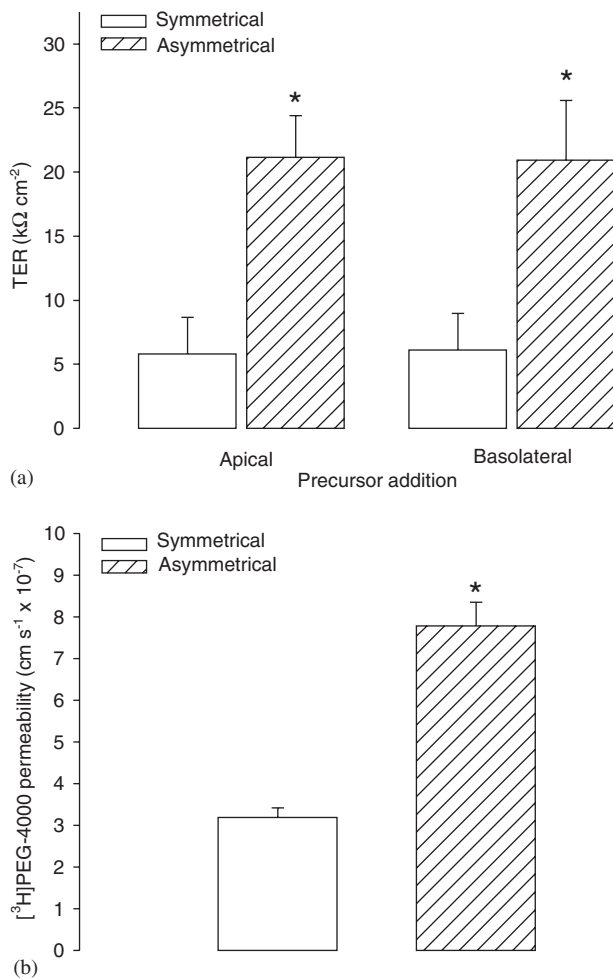 Symmetrical
Asymmetrical
30
25
20
15
10
5
0
TER (kΩ cm-2)
*
*
Apical
Basolateral
(a)
Precursor addition
Symmetrical
Asymmetrical
10
9
8
7
6
5
4
3
2
1
0
[³H]PEG-4000 permeability (cm s-1 x 10-7)
*
(b)